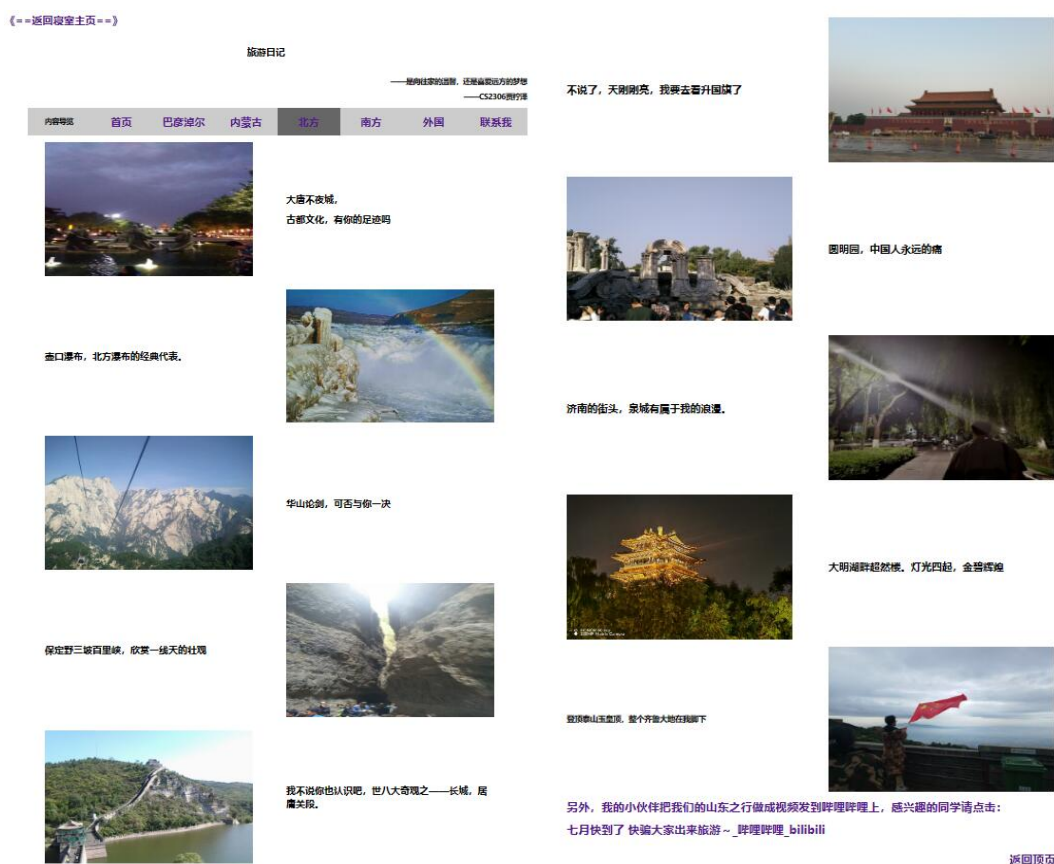 《==返回寝室主页==》
旅游日记
——是向往家的温馨，还是喜爱远方的梦想
——CS2306贾柠泽
内容导览 首页 巴彦淖尔 内蒙古 北方 南方 外国 联系我
大唐不夜城，
古都文化，有你的足迹吗
壶口瀑布，北方瀑布的经典代表。
华山论剑，可否与你一决
保定野三坡百里峡，欣赏一线天的壮观
我不说你也认识吧，世八大奇观之——长城，居
庸关段。
不说了，天刚刚亮，我要去看升国旗了
圆明园，中国人永远的痛
济南的街头，泉城有属于我的浪漫。
大明湖畔超然楼。灯光四起，金碧辉煌
登顶泰山玉皇顶，整个齐鲁大地在我脚下
另外，我的小伙伴把我们的山东之行做成视频发到哔哩哔哩上，感兴趣的同学请点击：
七月快到了 快骗大家出来旅游～_哔哩哔哩_bilibili
返回顶页